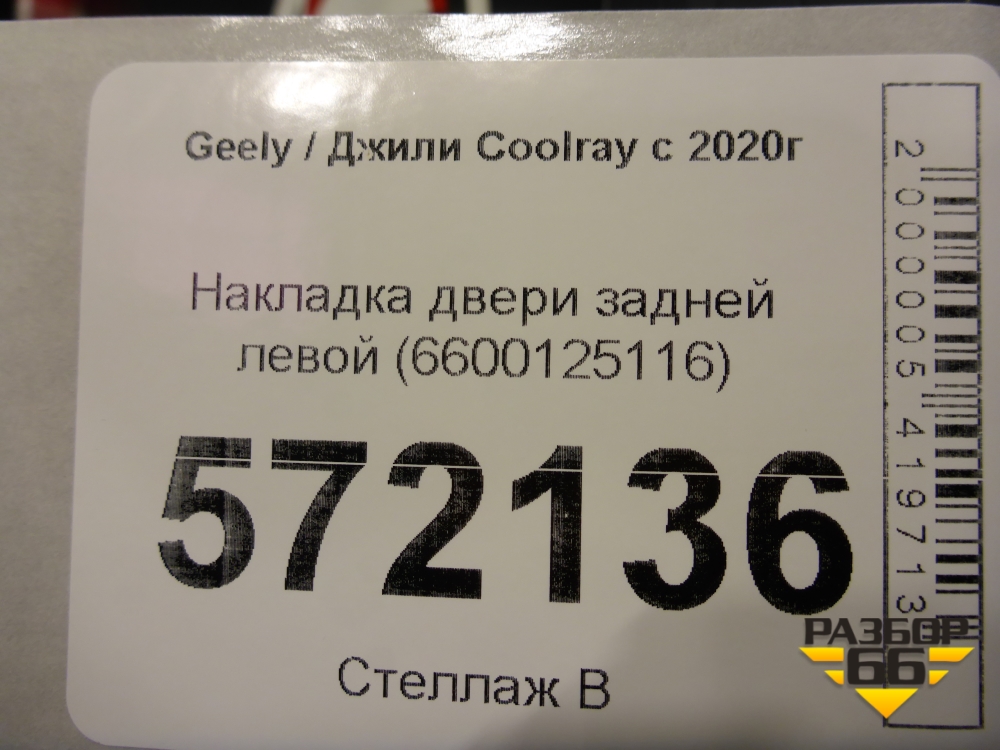 Geely / Джили Coolray с 2020г
Накладка двери задней
левой (6600125116)
572136
Стеллаж В
2000005419713
РАЗБОР
66